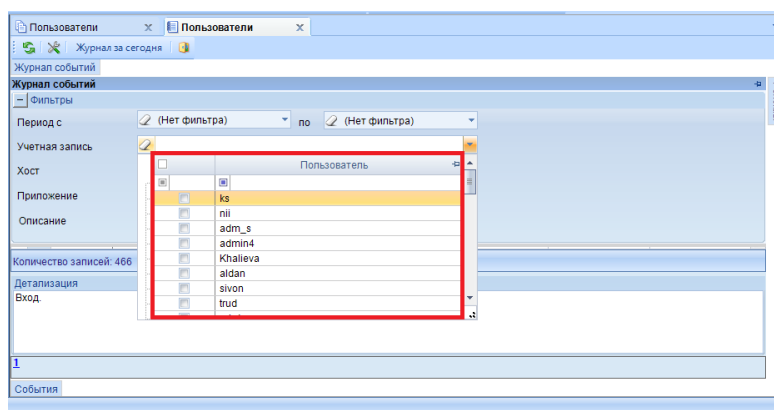 Пользователи x Пользователи x
Журнал за сегодня
Журнал событий
Журнал событий
Фильтры
Период с (Нет фильтра) по (Нет фильтра)
Учетная запись
Хост
Приложение
Описание
Пользователь
ks
nii
adm_s
admin4
Khalieva
aldan
sivon
trud
Количество записей: 466
Детализация
Вход.
1
События